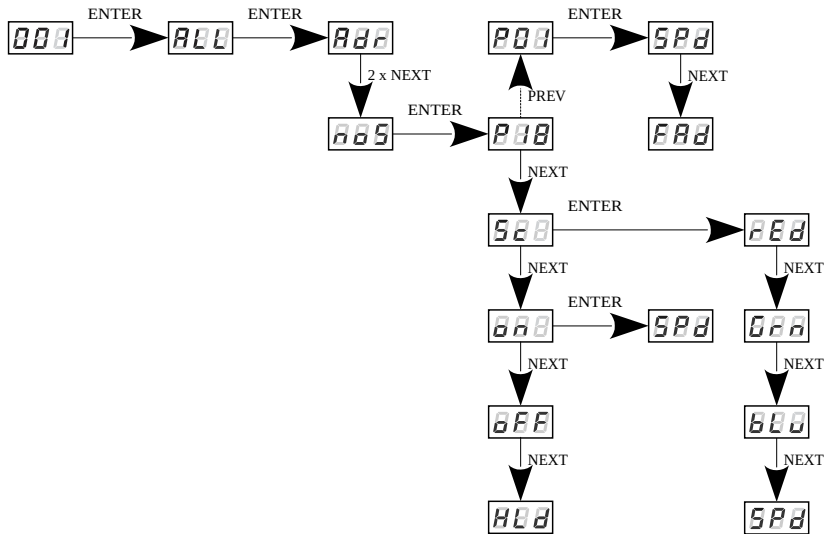 ENTER ENTER ENTER
001 ALL Adr P01 SPd
2 x NEXT NEXT
PREV
ENTER
noS P18 FAd
NEXT
ENTER
Sc rEd
NEXT NEXT
ENTER
on SPd Grn
NEXT NEXT
oFF bLu
NEXT NEXT
HLd SPd